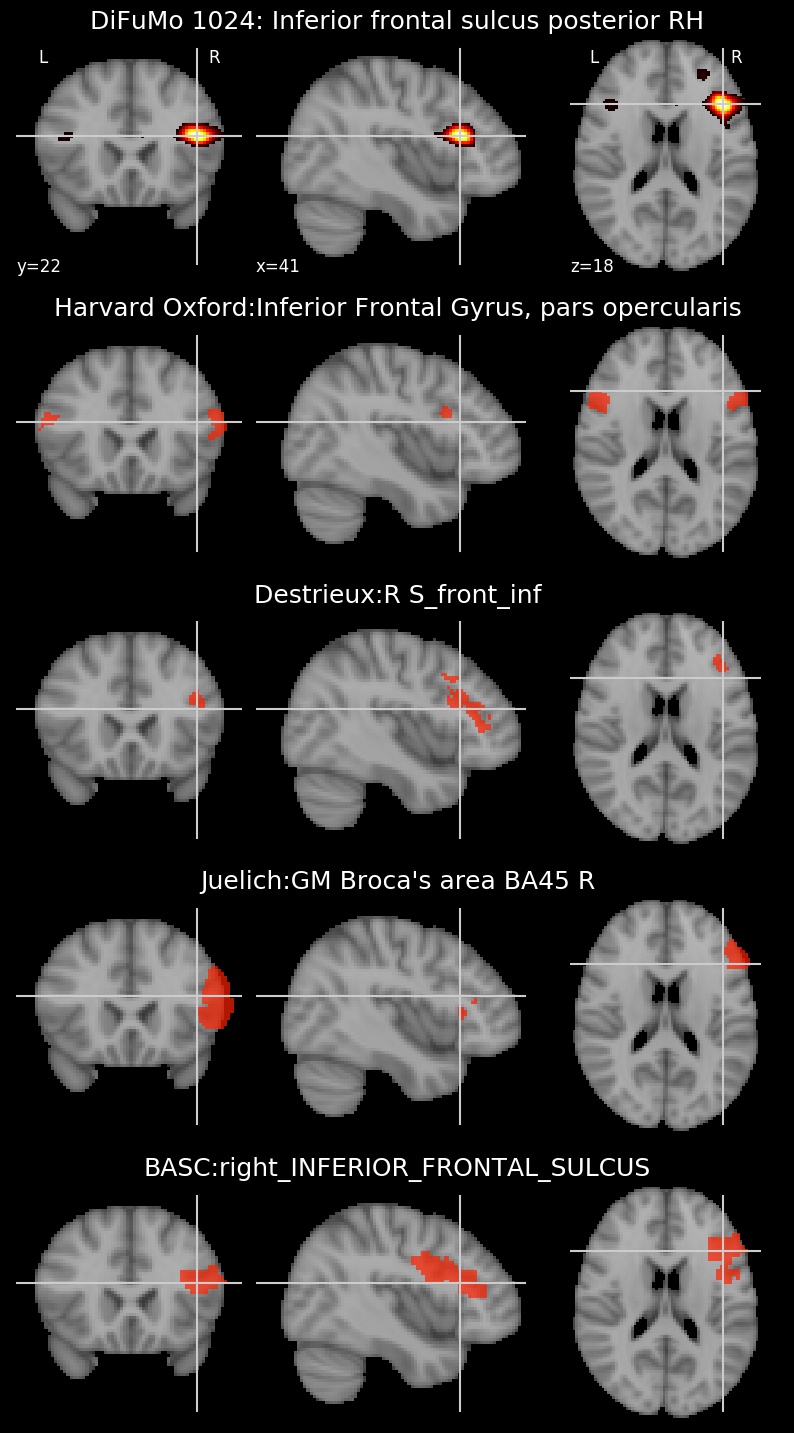 DiFuMo 1024: Inferior frontal sulcus posterior RH
L R L R
y=22 x=41 z=18
Harvard Oxford:Inferior Frontal Gyrus, pars opercularis
Destrieux:R S_front_inf
Juelich:GM Broca's area BA45 R
BASC:right_INFERIOR_FRONTAL_SULCUS